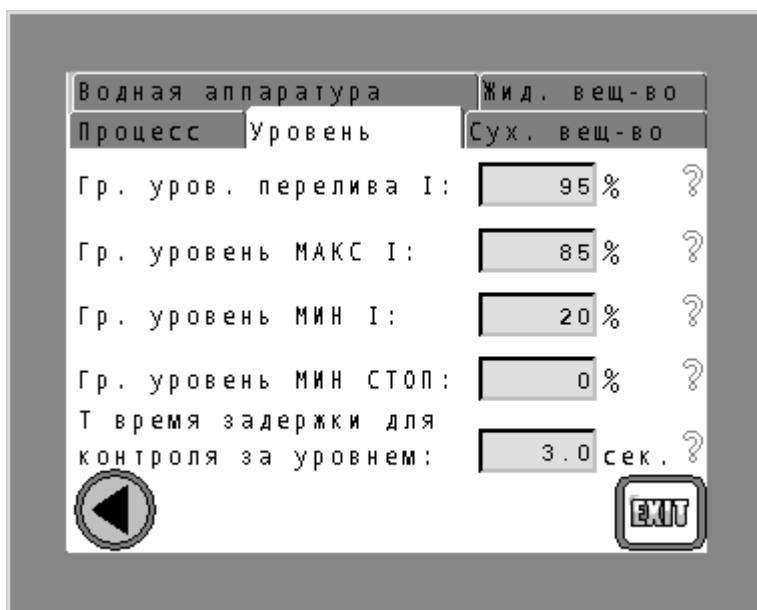 Водная аппаратура Жид. вещ-во
Процесс Уровень Сух. вещ-во
Гр. уров. перелива I: 95 % ?
Гр. уровень МАКС I: 85 % ?
Гр. уровень МИН I: 20 % ?
Гр. уровень МИН СТОП: 0 % ?
Т время задержки для
контроля за уровнем: 3.0 сек. ?
EXIT